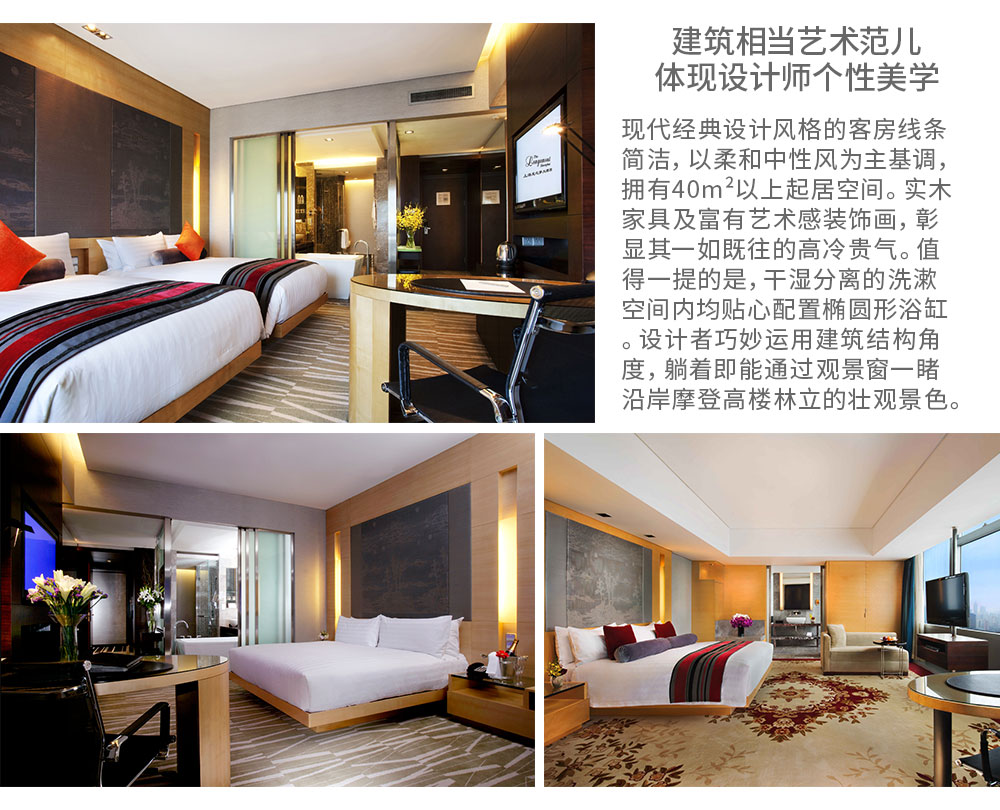 建筑相当艺术范儿
体现设计师个性美学
现代经典设计风格的客房线条
简洁，以柔和中性风为主基调，
拥有40m²以上起居空间。实木
家具及富有艺术感装饰画，彰
显其一如既往的高冷贵气。值
得一提的是，干湿分离的洗漱
空间内均贴心配置椭圆形浴缸
。设计者巧妙运用建筑结构角
度，躺着即能通过观景窗一睹
沿岸摩登高楼林立的壮观景色。
The
Longemont